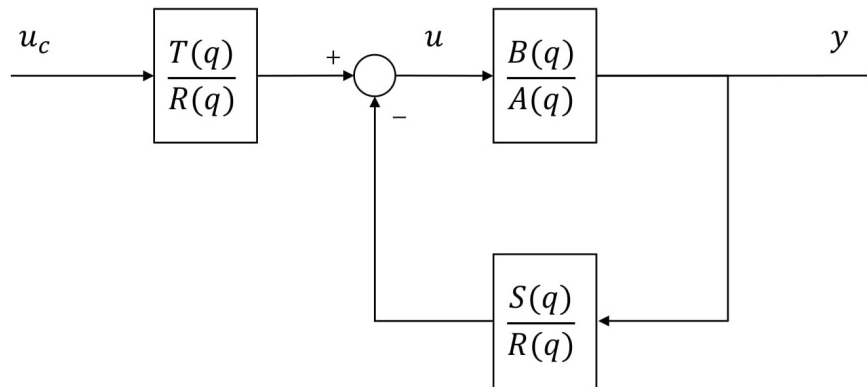 u_c
T(q)
R(q)
+
−
u
B(q)
A(q)
y
S(q)
R(q)